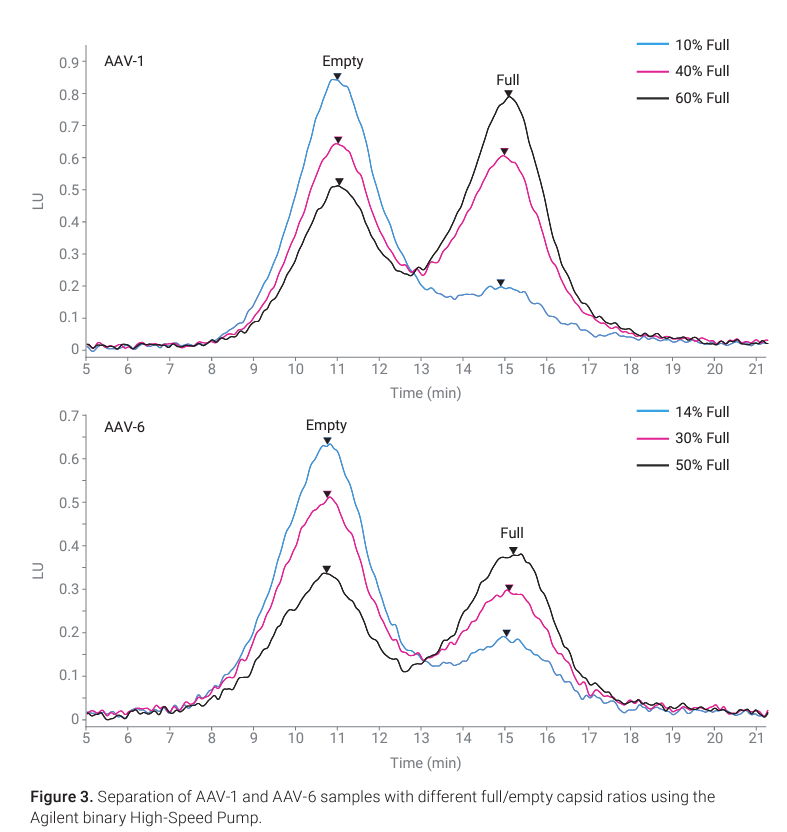 AAV-1
Empty
Full
10% Full
40% Full
60% Full
LU
0.9
0.8
0.7
0.6
0.5
0.4
0.3
0.2
0.1
0
5 6 7 8 9 10 11 12 13 14 15 16 17 18 19 20 21
Time (min)
AAV-6
Empty
Full
14% Full
30% Full
50% Full
LU
0.7
0.6
0.5
0.4
0.3
0.2
0.1
0
5 6 7 8 9 10 11 12 13 14 15 16 17 18 19 20 21
Time (min)
Figure 3. Separation of AAV-1 and AAV-6 samples with different full/empty capsid ratios using the
Agilent binary High-Speed Pump.